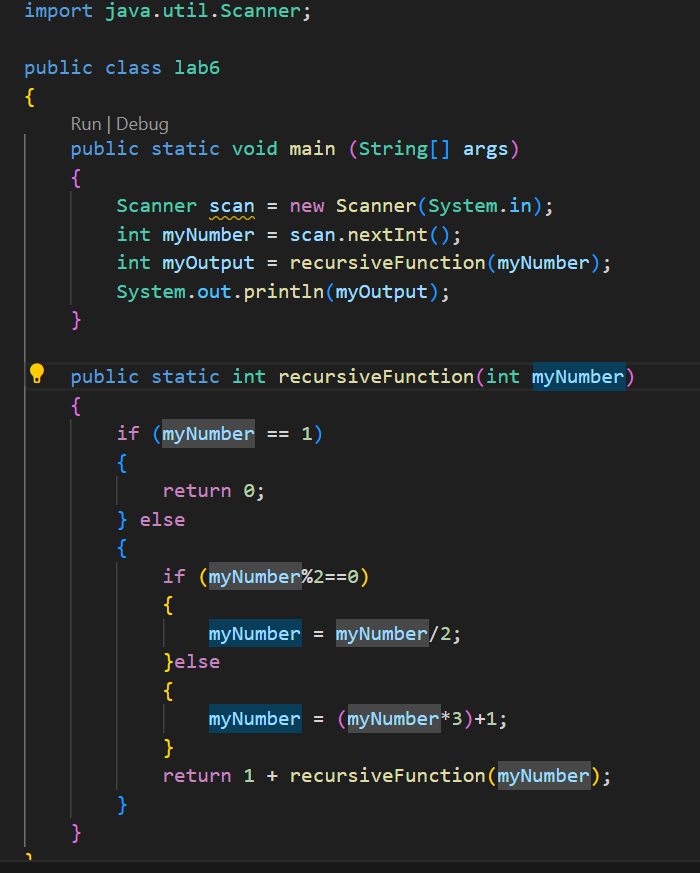 import java.util.Scanner;
public class lab6
{
Run | Debug
public static void main (String[] args)
{
Scanner scan = new Scanner(System.in);
int myNumber = scan.nextInt();
int myOutput = recursiveFunction(myNumber);
System.out.println(myOutput);
}
public static int recursiveFunction(int myNumber)
{
if (myNumber == 1)
{
return 0;
} else
{
if (myNumber%2==0)
{
myNumber = myNumber/2;
}else
{
myNumber = (myNumber*3)+1;
}
return 1 + recursiveFunction(myNumber);
}
}
}